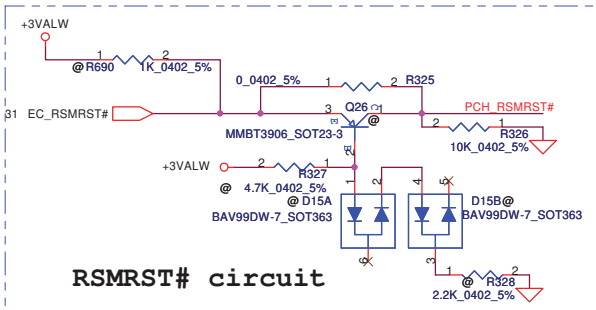 +3VALW
1 2
@ R690 1K_0402_5%
0_0402_5% 1 2 R325
31 EC_RSMRST# 3 E Q26 C 1 @ PCH_RSMRST#
MMBT3906_SOT23-3 B 2
2 R326 1
10K_0402_5%
+3VALW 2 1
R327
@ 4.7K_0402_5%
1 2 4 5
@ D15A D15B@
BAV99DW-7_SOT363 BAV99DW-7_SOT363
6 3
1 2
@ R328
2.2K_0402_5%
RSMRST# circuit